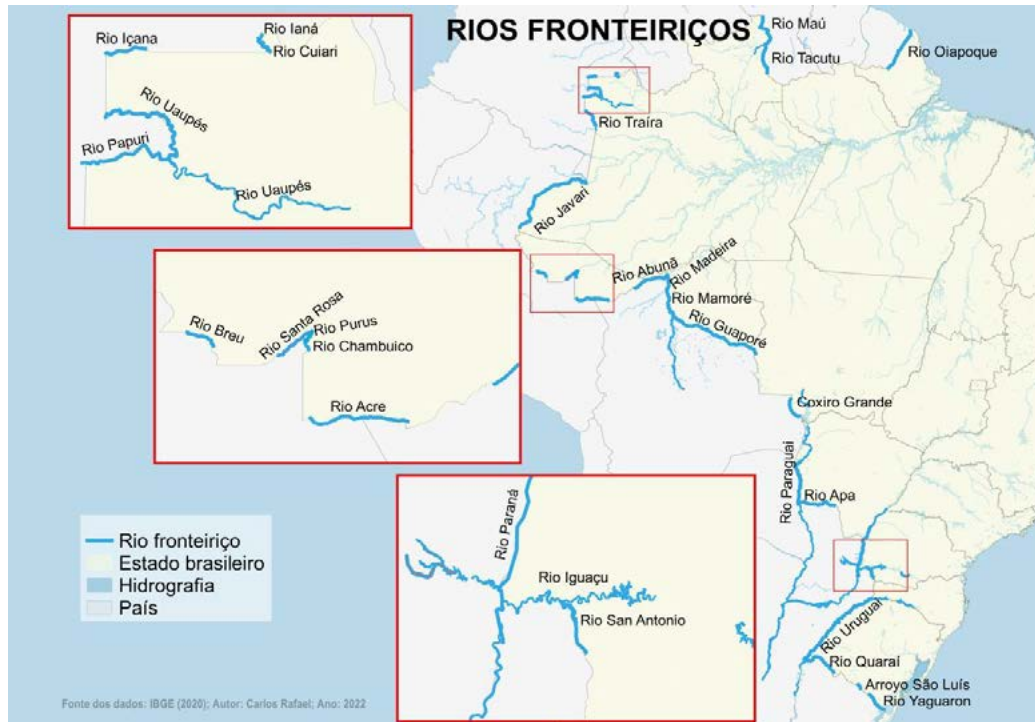 RIOS FRONTEIRIÇOS
Rio Içana
Rio Ianá
Rio Cuiari
Rio Uaupés
Rio Papuri
Rio Uaupés
Rio Maú
Rio Tacutu
Rio Oiapoque
Rio Traíra
Rio Javari
Rio Abunã
Rio Madeira
Rio Mamoré
Rio Guaporé
Rio Breu
Rio Santa Rosa
Rio Purus
Rio Chambuico
Rio Acre
Coxiro Grande
Rio Paraguai
Rio Apa
Rio Paraná
Rio Iguaçu
Rio San Antonio
Rio Uruguai
Rio Quaraí
Arroyo São Luís
Rio Yaguaron
Rio fronteiriço
Estado brasileiro
Hidrografia
País
Fonte dos dados: IBGE (2020); Autor: Carlos Rafael; Ano: 2022